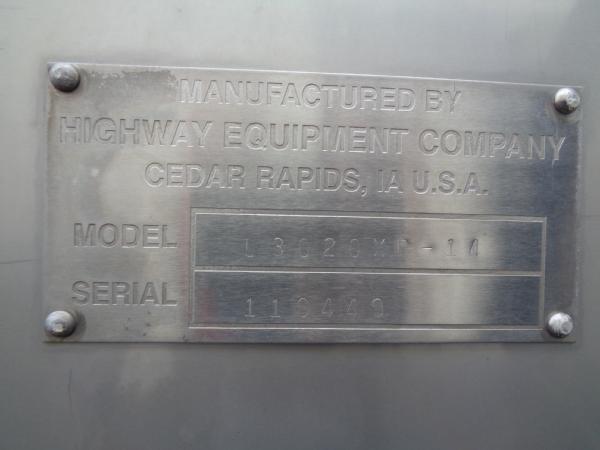 MANUFACTURED BY
HIGHWAY EQUIPMENT COMPANY
CEDAR RAPIDS, IA U.S.A.
MODEL
SERIAL